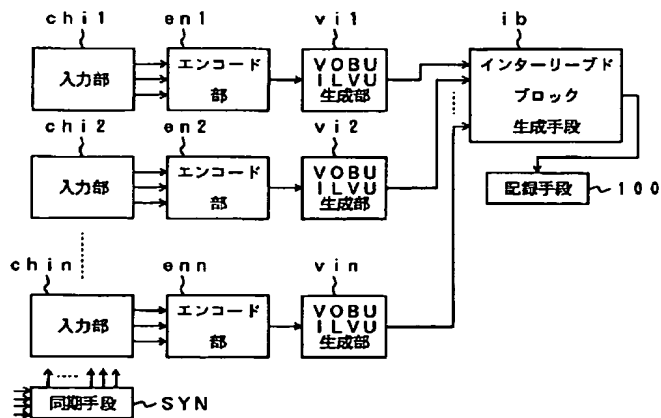 chi1 en1 vi1 ib
入力部 エンコード部 VOBU ILVU 生成部 インターリーブドブロック生成手段
chi2 en2 vi2
入力部 エンコード部 VOBU ILVU 生成部 記録手段 100
chin enn vin
入力部 エンコード部 VOBU ILVU 生成部
同期手段 SYN